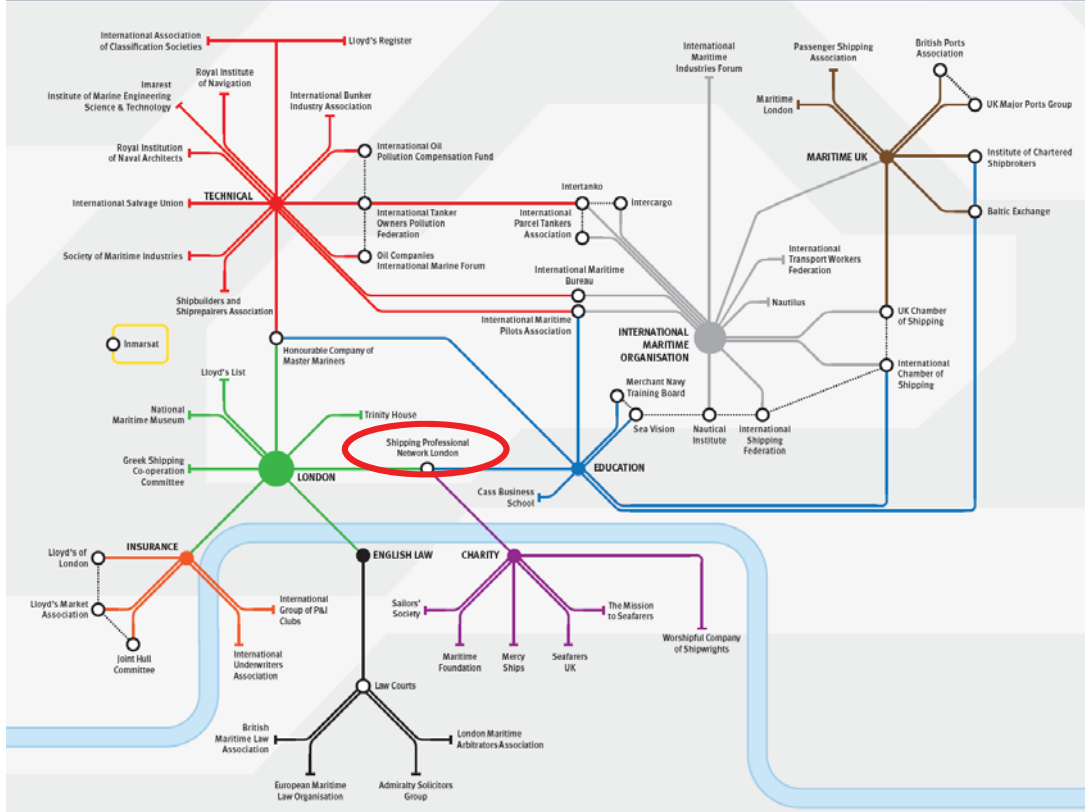 International Association
of Classification Societies
Lloyd's Register
Royal Institute
of Navigation
Imarest
Institute of Marine Engineering
Science & Technology
International Bunker
Industry Association
Royal Institution
of Naval Architects
International Oil
Pollution Compensation Fund
TECHNICAL
International Salvage Union
International Tanker
Owners Pollution
Federation
Society of Maritime Industries
Oil Companies
International Marine Forum
Shipbuilders and
Shiprepairers Association
Intertanko
Intercargo
International
Parcel Tankers
Association
International Maritime
Bureau
International Maritime
Pilots Association
International
Maritime
Industries Forum
Passenger Shipping
Association
British Ports
Association
Maritime
London
UK Major Ports Group
MARITIME UK
Institute of Chartered
Shipbrokers
Baltic Exchange
International
Transport Workers
Federation
Nautilus
INTERNATIONAL
MARITIME
ORGANISATION
UK Chamber
of Shipping
International
Chamber of
Shipping
Inmarsat
Honourable Company of
Master Mariners
Lloyd's List
National
Maritime Museum
Trinity House
Greek Shipping
Co-operation
Committee
LONDON
Shipping Professional
Network London
Merchant Navy
Training Board
Sea Vision
Nautical
Institute
International
Shipping
Federation
EDUCATION
Cass Business
School
INSURANCE
Lloyd's of
London
Lloyd's Market
Association
Joint Hull
Committee
International
Group of P&I
Clubs
International
Underwriters
Association
ENGLISH LAW
CHARITY
Sailors'
Society
Maritime
Foundation
Mercy
Ships
Seafarers
UK
The Mission
to Seafarers
Worshipful Company
of Shipwrights
Law Courts
British
Maritime Law
Association
European Maritime
Law Organisation
Admiralty Solicitors
Group
London Maritime
Arbitrators Association